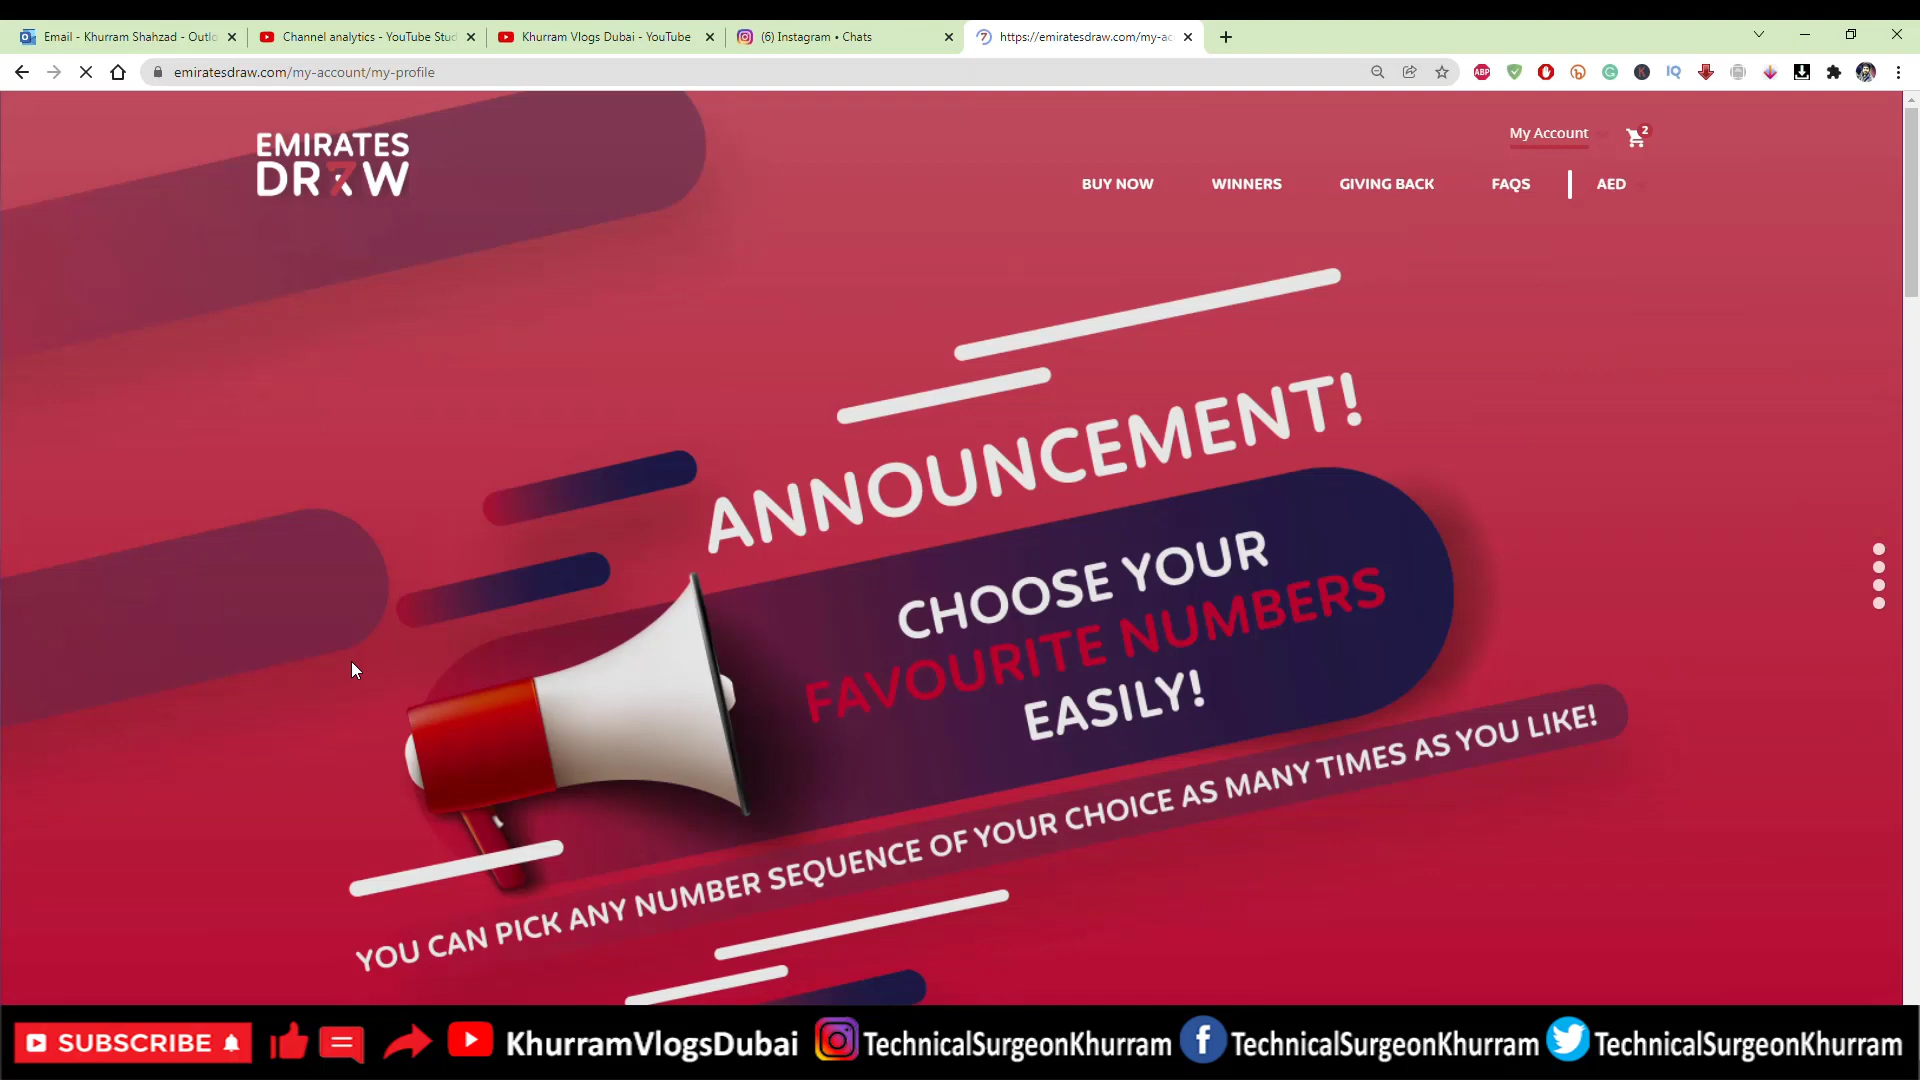 Email - Khurram Shahzad - Outlo
Channel analytics - YouTube Stud
Khurram Vlogs Dubai - YouTube
(6) Instagram • Chats
https://emiratesdraw.com/my-ac
emiratesdraw.com/my-account/my-profile
ABP
IQ
EMIRATES
DRAW
My Account
2
BUY NOW
WINNERS
GIVING BACK
FAQS
AED
ANNOUNCEMENT!
CHOOSE YOUR
FAVOURITE NUMBERS
EASILY!
YOU CAN PICK ANY NUMBER SEQUENCE OF YOUR CHOICE AS MANY TIMES AS YOU LIKE!
SUBSCRIBE
KhurramVlogsDubai
TechnicalSurgeonKhurram
TechnicalSurgeonKhurram
TechnicalSurgeonKhurram